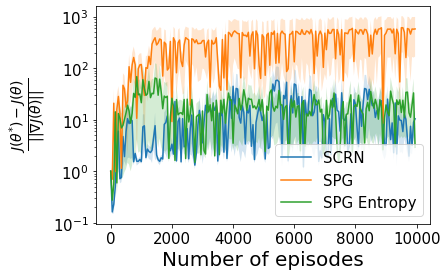 10³
10²
10¹
10⁰
10⁻¹
J(θ*) − J(θ)
||∇J(θ)||
0 2000 4000 6000 8000 10000
Number of episodes
SCRN
SPG
SPG Entropy